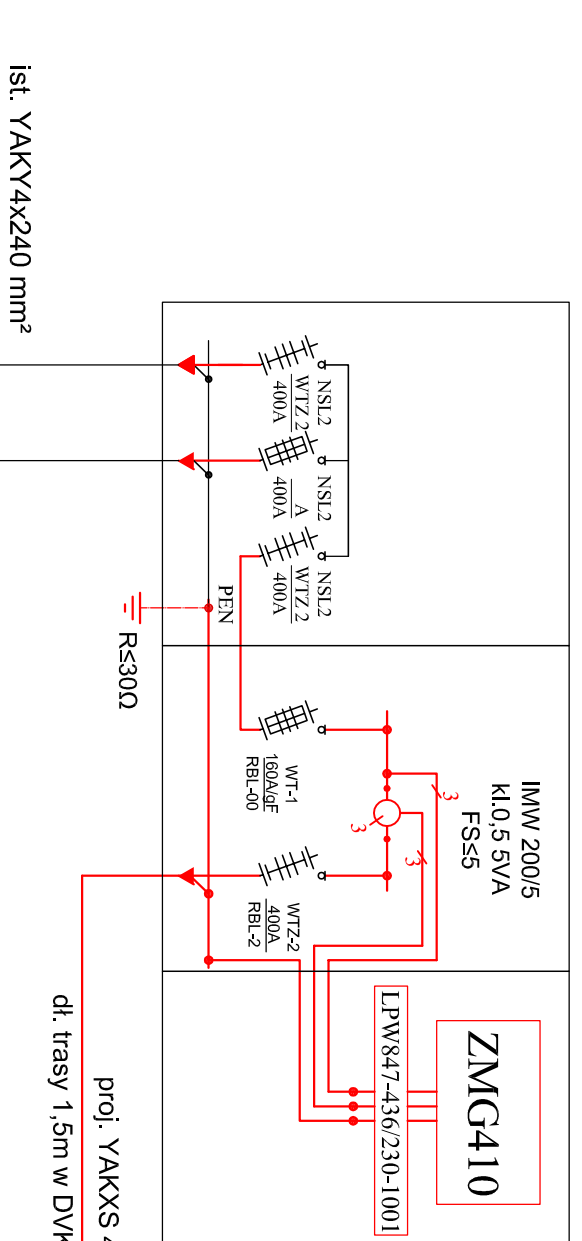 ist. YAKY4x240 mm²
NSL2
WTZ 2
400A
NSL2
A
400A
NSL2
WTZ 2
400A
PEN
R≤30Ω
WT-1
160A/gF
RBL-00
WTZ-2
400A
RBL-2
IMW 200/5
kl.0,5 5VA
FS≤5
3
3
3
LPW847-436/230-1001
ZMG410
proj. YAKXS
dł. trasy 1,5m w DVK